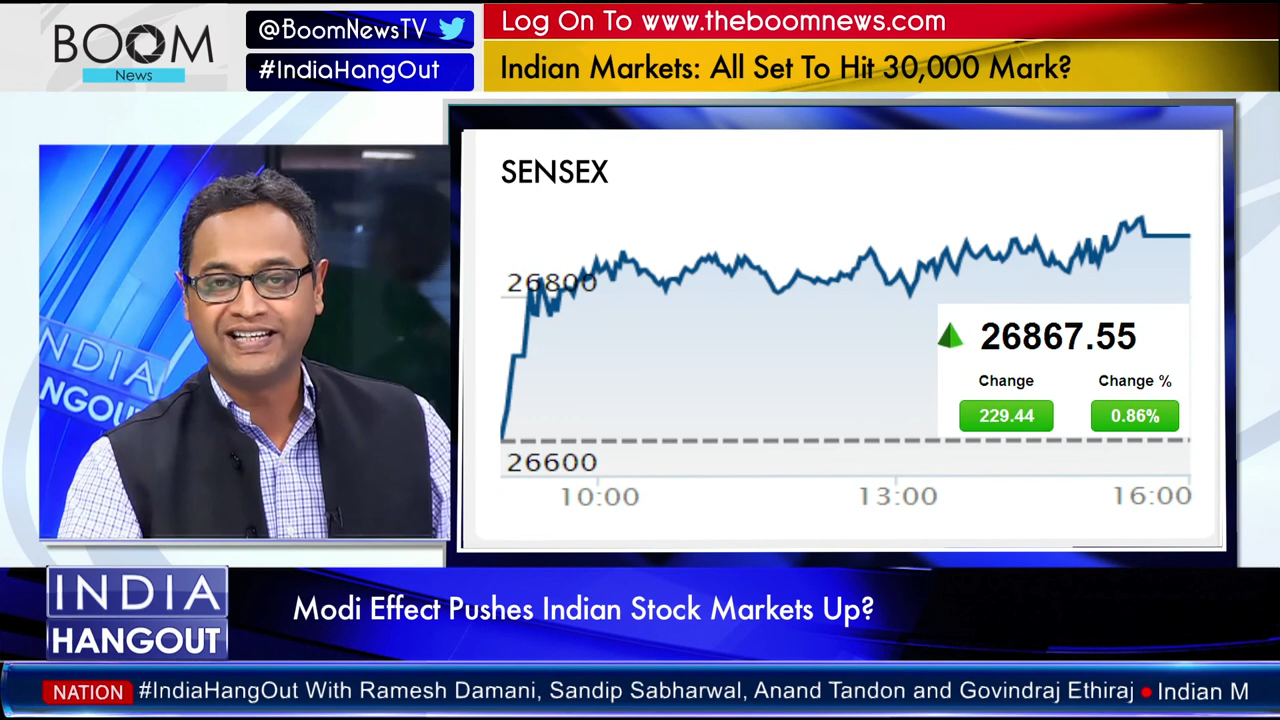 BOOM
News
@BoomNewsTV
#IndiaHangOut
Log On To www.theboomnews.com
Indian Markets: All Set To Hit 30,000 Mark?
NDIA
NGOU
SENSEX
26800
26867.55
Change
Change %
229.44
0.86%
26600
10:00
13:00
16:00
INDIA
HANGOUT
Modi Effect Pushes Indian Stock Markets Up?
NATION #IndiaHangOut With Ramesh Damani, Sandip Sabharwal, Anand Tandon and Govindraj Ethiraj • Indian M